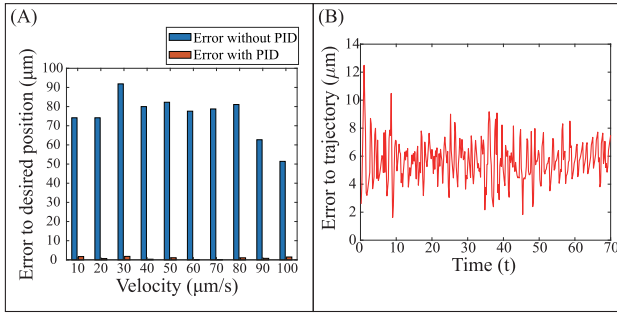 (A)
Error without PID
Error with PID
Error to desired position (μm)
100
90
80
70
60
50
40
30
20
10
0
10 20 30 40 50 60 70 80 90 100
Velocity (μm/s)
(B)
Error to trajectory (μm)
14
12
10
8
6
4
2
0
0 10 20 30 40 50 60 70
Time (t)